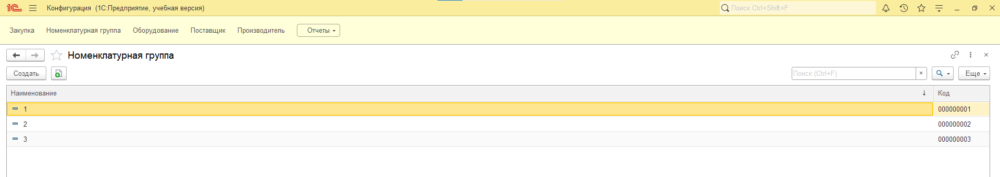 1С Конфигурация (1С:Предприятие, учебная версия) Поиск Ctrl+Shift+F
Закупка Номенклатурная группа Оборудование Поставщик Производитель Отчеты
Номенклатурная группа
Создать Поиск (Ctrl+F) × Еще
Наименование ↓ Код
1 000000001
2 000000002
3 000000003